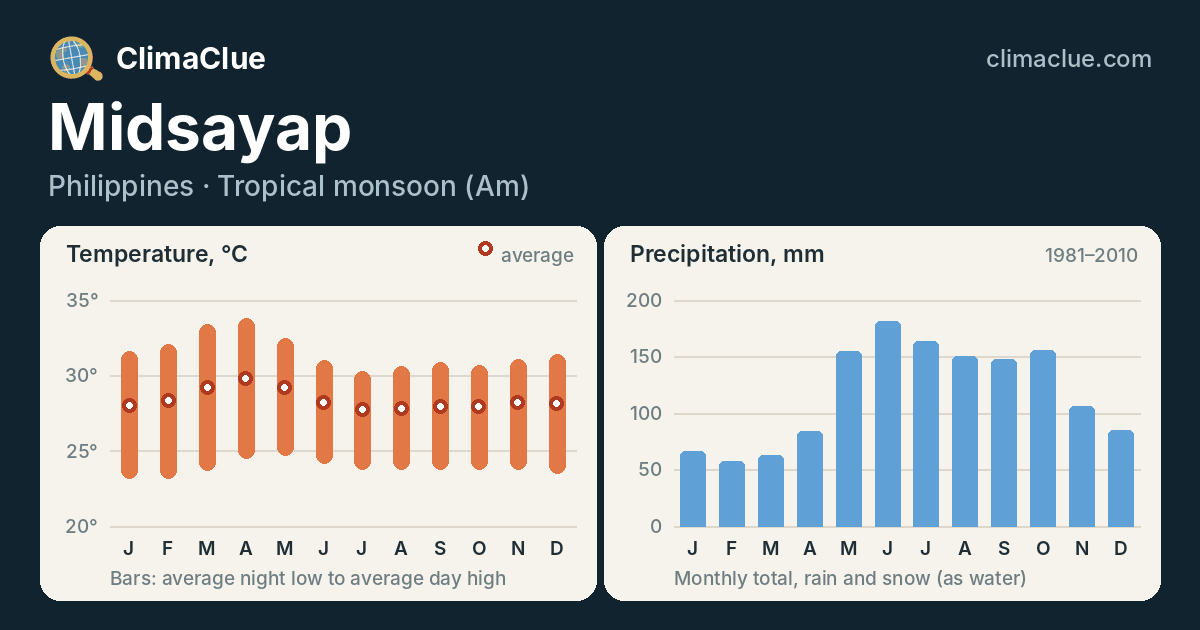 ClimaClue
climaclue.com
Midsayap
Philippines · Tropical monsoon (Am)
Temperature, °C
average
35°
30°
25°
20°
J F M A M J J A S O N D
Bars: average night low to average day high
Precipitation, mm
1981–2010
200
150
100
50
0
J F M A M J J A S O N D
Monthly total, rain and snow (as water)